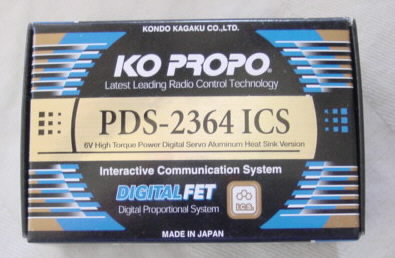 KONDO KAGAKU CO.,LTD.
KO PROPO®
Latest Leading Radio Control Technology
PDS-2364 ICS
6V High Torque Power Digital Servo Aluminum Heat Sink Version
Interactive Communication System
DIGITAL FET
Digital Proportional System
I.C.S.
MADE IN JAPAN